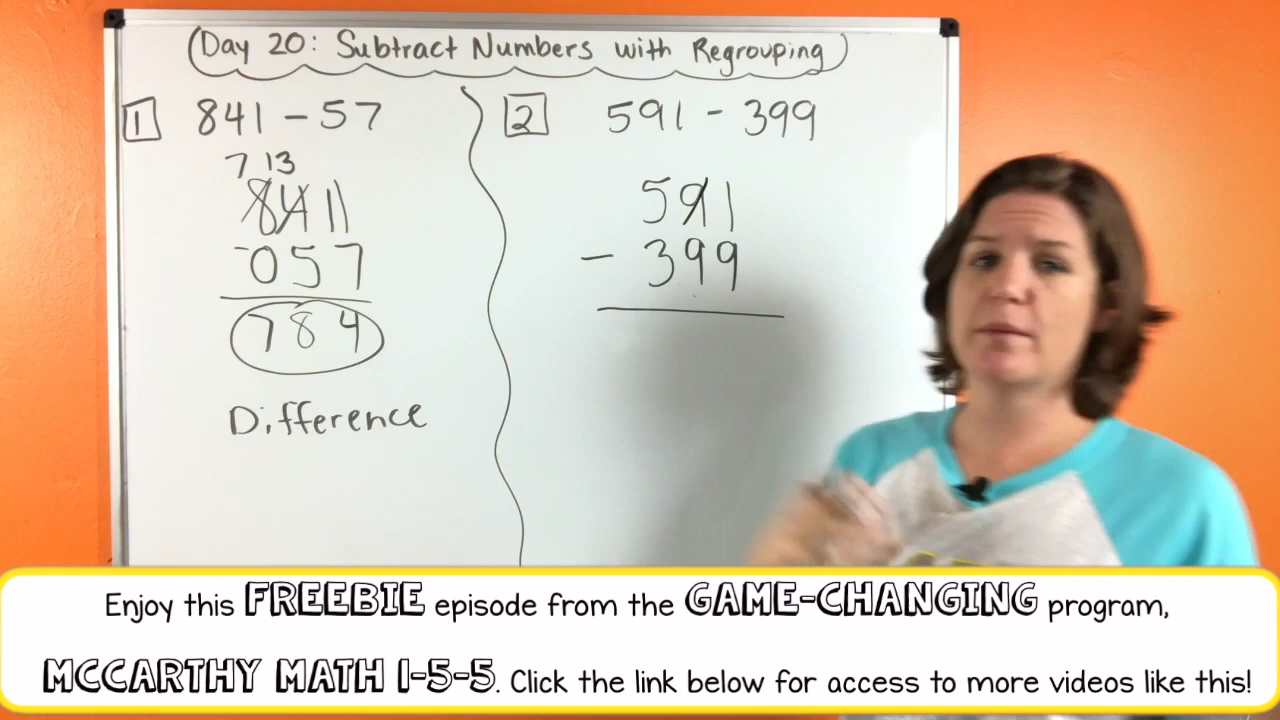 Day 20: Subtract Numbers with Regrouping
1 841 - 57
7 13
84111
-057
784
Difference
2 591 - 399
591
- 399
Enjoy this FREEBIE episode from the GAME-CHANGING program,
MCCARTHY MATH 1-5-5. Click the link below for access to more videos like this!